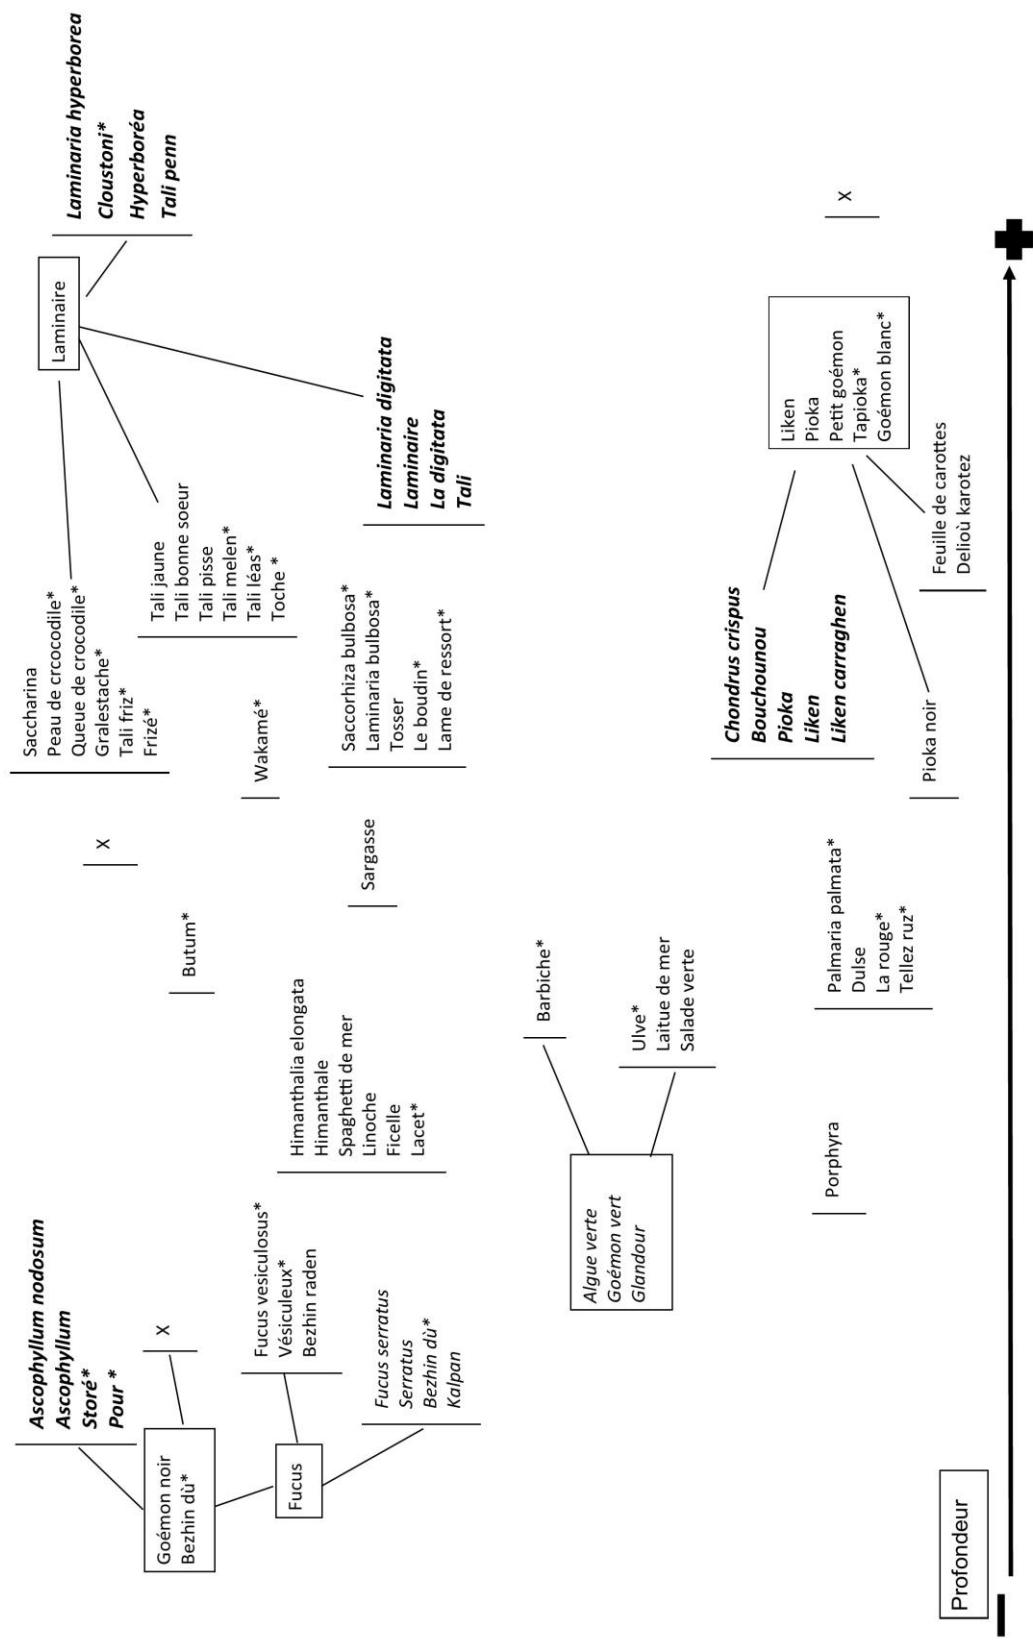 Ascophyllum nodosum
Ascophyllum
Storé*
Pour *
Goémon noir
Bezhin dù*
X
Fucus
Fucus vesiculosus*
Vésiculeux*
Bezhin raden
Fucus serratus
Serratus
Bezhin dù*
Kalpan
Himanthalia elongata
Himanthale
Spaghetti de mer
Linoche
Ficelle
Lacet*
Butum*
X
Sargasse
Saccharina
Peau de crcocodile*
Queue de crocodile*
Gralestache*
Tali friz*
Frizé*
Wakamé*
Saccorhiza bulbosa*
Laminaria bulbosa*
Tosser
Le boudin*
Lame de ressort*
Tali jaune
Tali bonne soeur
Tali pisse
Tali melen*
Tali léas*
Toche *
Laminaire
Laminaria digitata
Laminaire
La digitata
Tali
Laminaria hyperborea
Cloustoni*
Hyperboréa
Tali penn
Algue verte
Goémon vert
Glandour
Barbiche*
Ulve*
Laitue de mer
Salade verte
Porphyra
Palmaria palmata*
Dulse
La rouge*
Tellez ruz*
Chondrus crispus
Bouchounou
Pioka
Liken
Liken carraghen
Pioka noir
Liken
Pioka
Petit goémon
Tapioka*
Goémon blanc*
Feuille de carottes
Delioù karotez
X
Profondeur